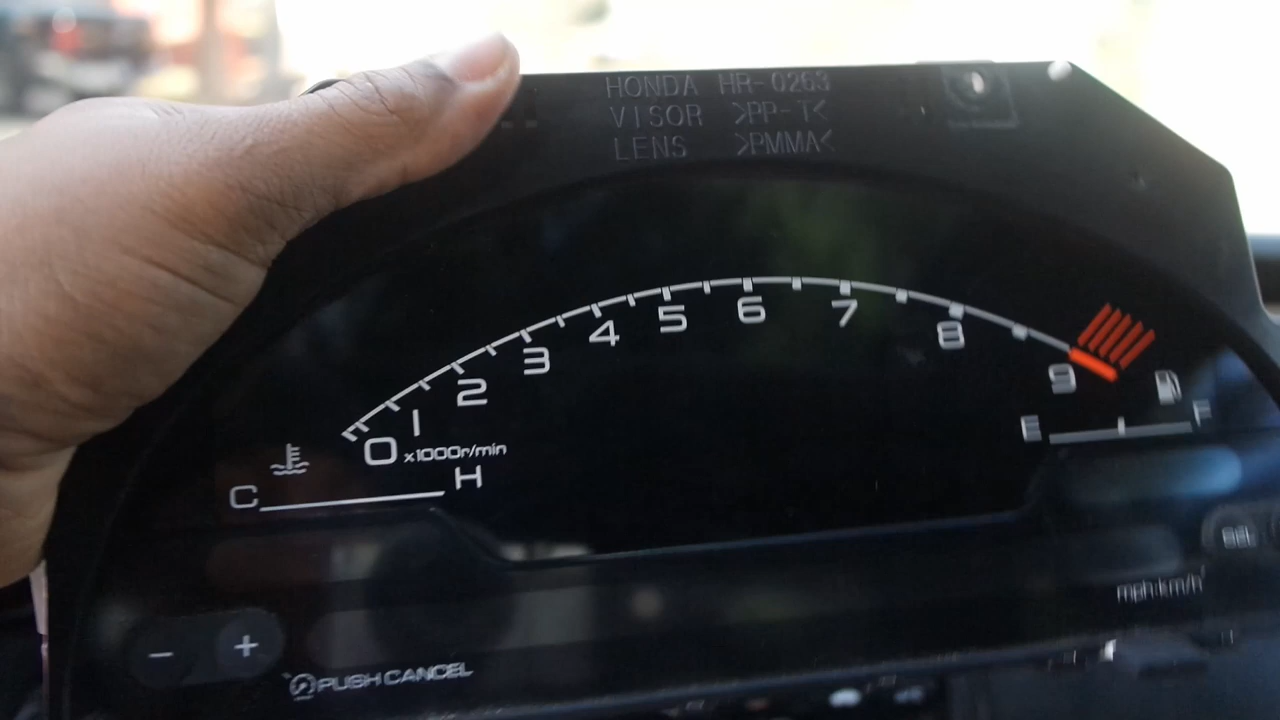 HONDA HR-0263
VISOR >PP-T<
LENS >PMMA<
0 1 2 3 4 5 6 7 8 9
x1000r/min
C H
E F
SEL
mph:km/h
- +
PUSH CANCEL